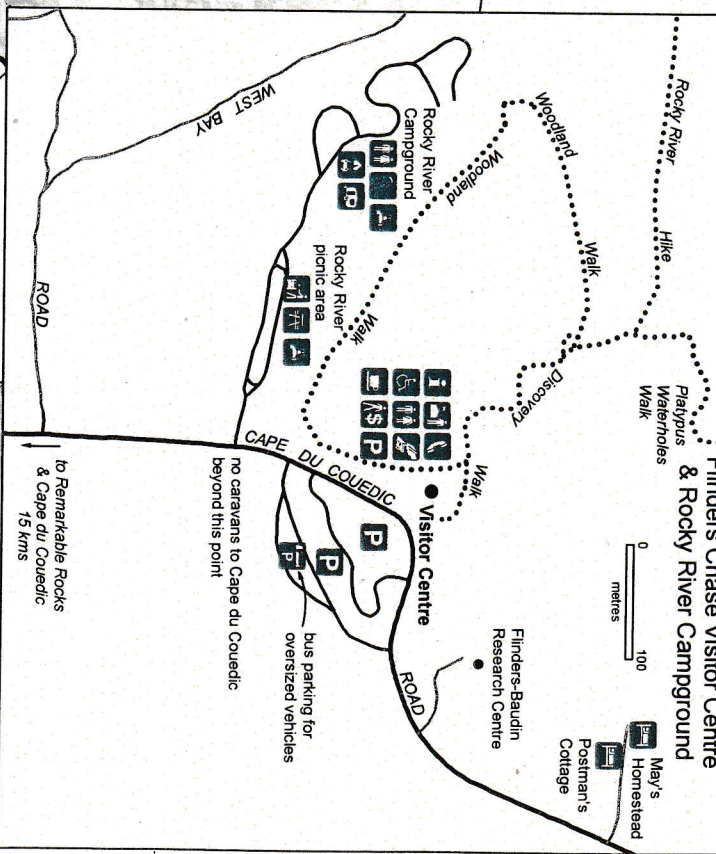 Flinders Chase Visitor Centre
& Rocky River Campground
0 100
metres
Rocky River Hike
Platypus
Waterholes
Walk
Woodland Walk
Discovery Walk
Woodland Walk
Rocky River
Campground
Rocky River
picnic area
Visitor Centre
Flinders-Baudin
Research Centre
May's
Homestead
Postman's
Cottage
WEST BAY ROAD
CAPE DU COUEDIC ROAD
P
P
P
P
bus parking for
oversized vehicles
no caravans to Cape du Couedic
beyond this point
to Remarkable Rocks
& Cape du Couedic
15 kms